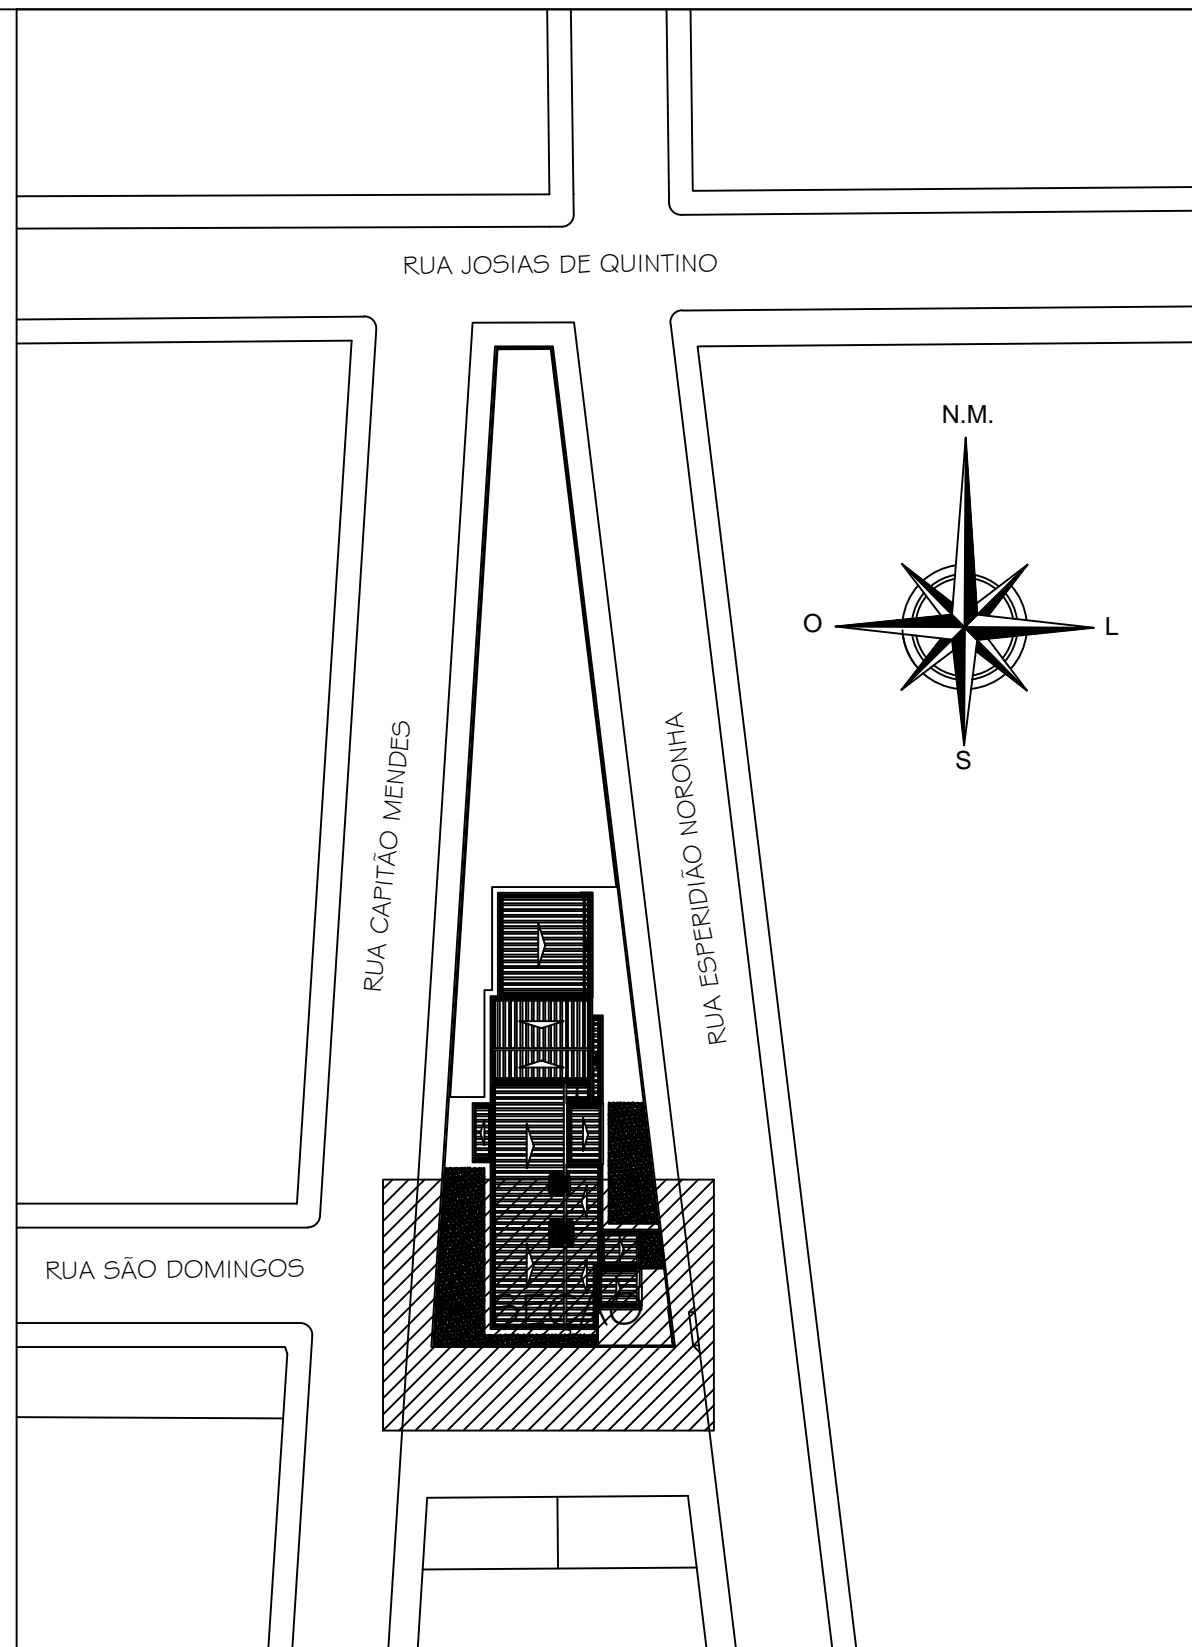 RUA JOSIAS DE QUINTINO
N.M.
O
L
S
RUA CAPITÃO MENDES
RUA ESPERIDIÃO NORONHA
RUA SÃO DOMINGOS